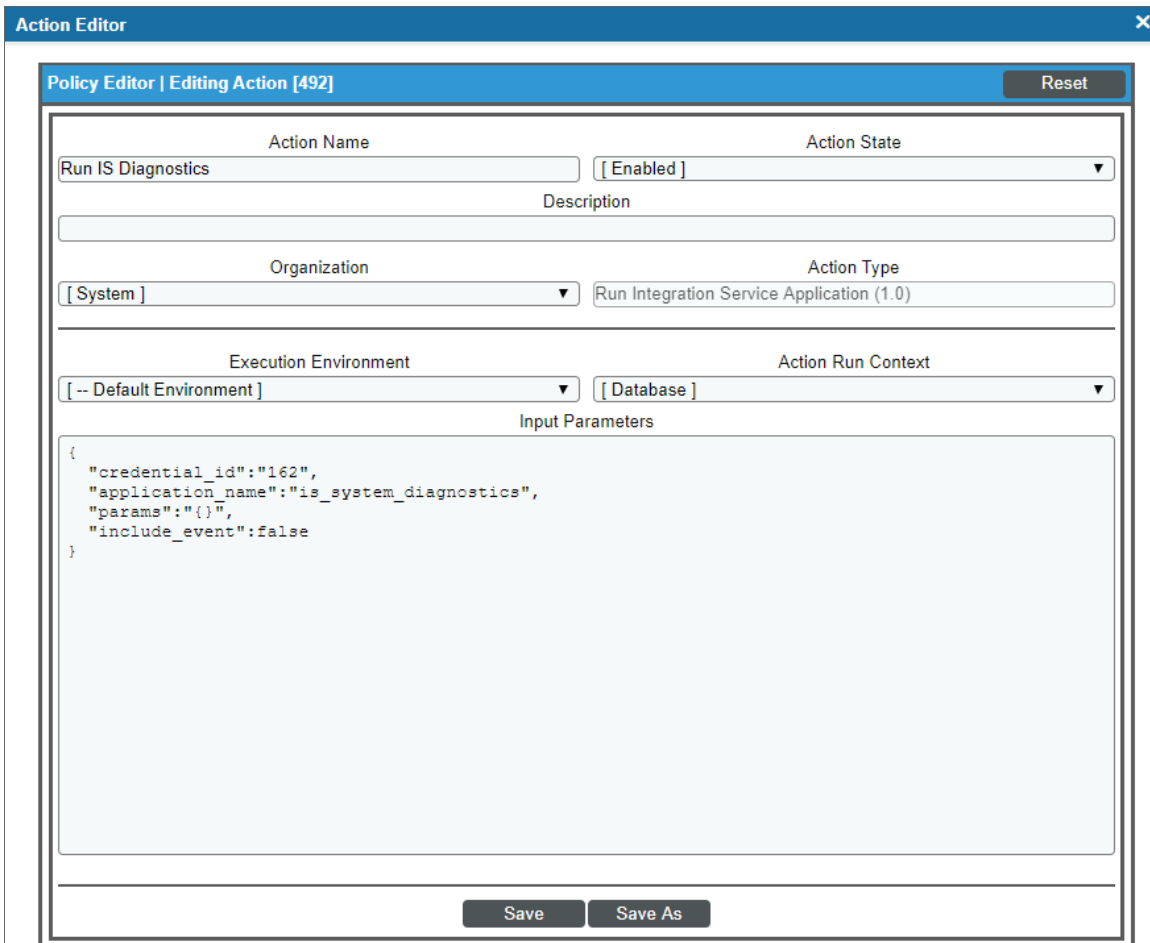 Action Editor ×
Policy Editor | Editing Action [492] Reset
Action Name Action State
Run IS Diagnostics [ Enabled ] ▼
Description
Organization Action Type
[ System ] ▼ Run Integration Service Application (1.0)
Execution Environment Action Run Context
[ -- Default Environment ] ▼ [ Database ] ▼
Input Parameters
{
"credential_id":"162",
"application_name":"is_system_diagnostics",
"params":"{}",
"include_event":false
}
Save Save As